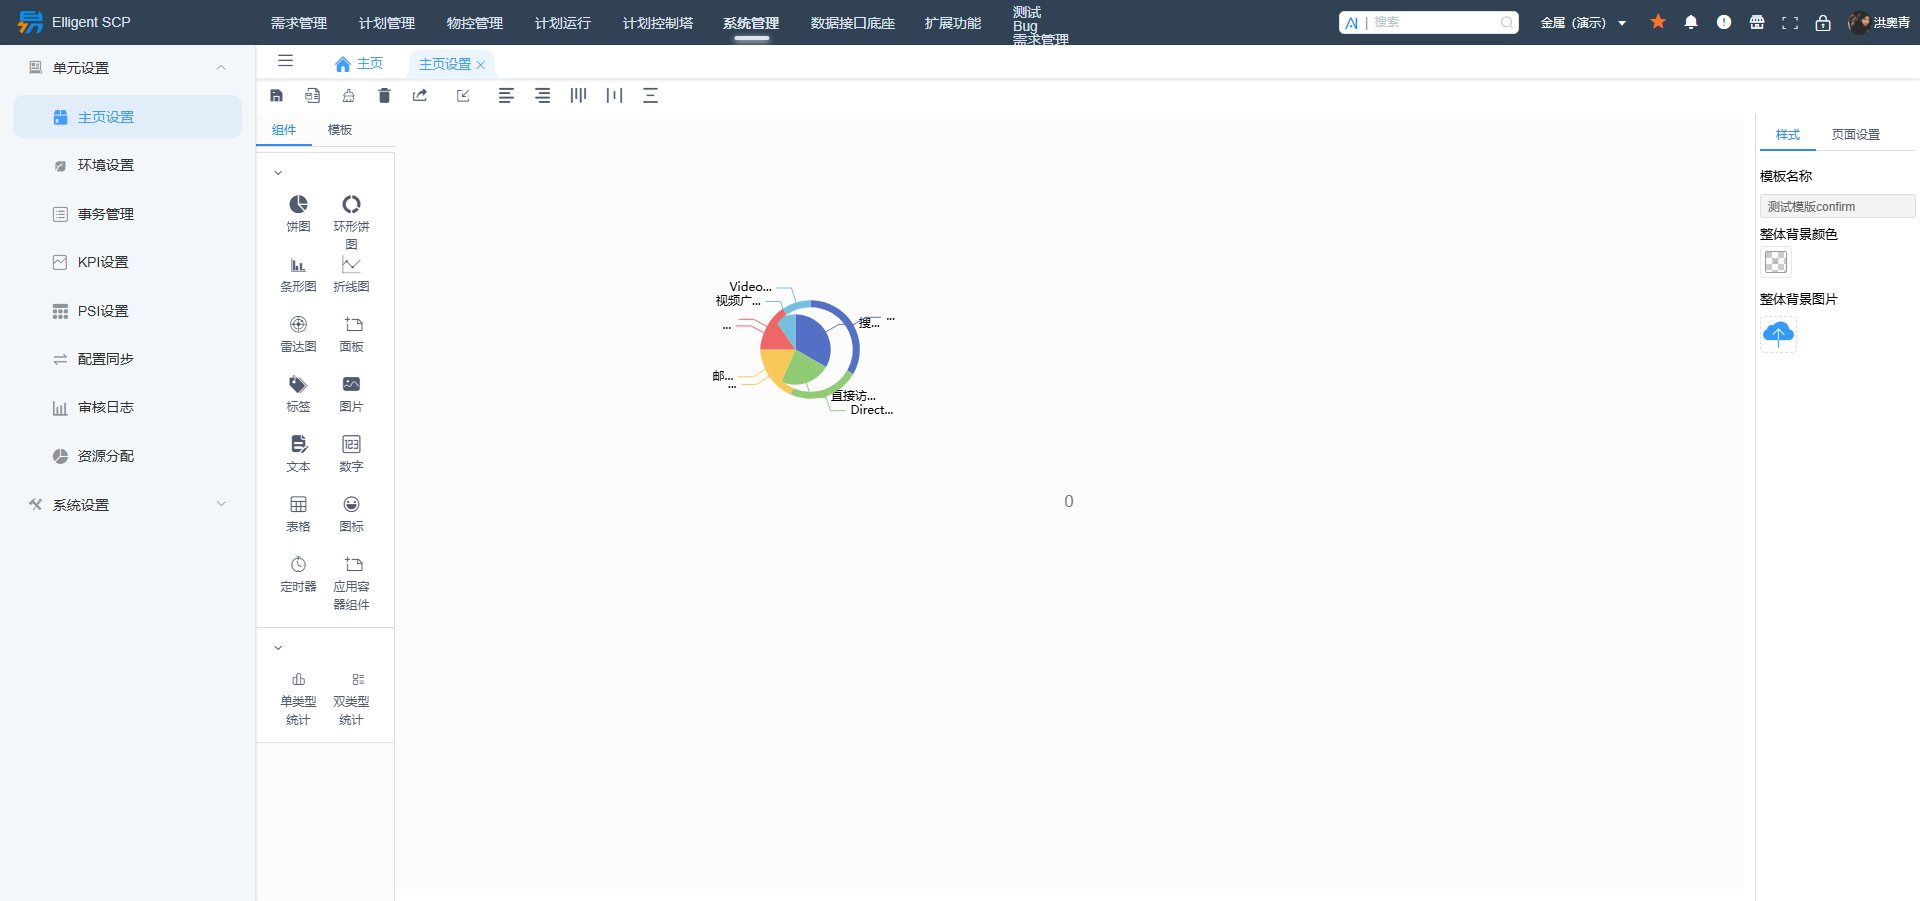 Elligent SCP
需求管理
计划管理
物控管理
计划运行
计划控制塔
系统管理
数据接口底座
扩展功能
测试
Bug
需求管理
AI | 搜索
金属（演示）
洪奥青
单元设置
主页设置
环境设置
事务管理
KPI设置
PSI设置
配置同步
审核日志
资源分配
系统设置
主页
主页设置
组件
模板
饼图
环形饼
图
条形图
折线图
雷达图
面板
标签
图片
文本
数字
表格
图标
定时器
应用容
器组件
单类型
统计
双类型
统计
Video...
视频广...
...
搜...
...
邮...
...
直接访...
Direct...
0
样式
页面设置
模板名称
测试模版confirm
整体背景颜色
整体背景图片